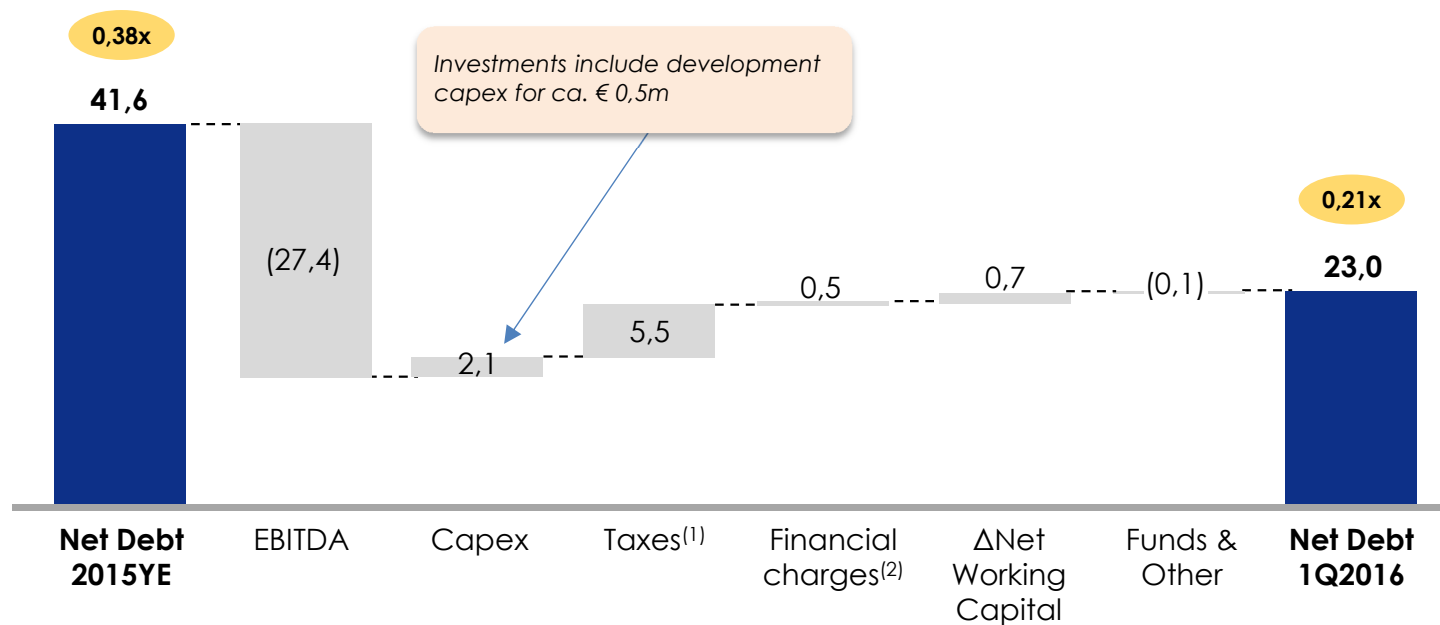 0,38x
41,6
Investments include development
capex for ca. € 0,5m
(27,4)
2,1
5,5
0,5
0,7
(0,1)
0,21x
23,0
Net Debt
2015YE
EBITDA
Capex
Taxes(1)
Financial
charges(2)
ΔNet
Working
Capital
Funds &
Other
Net Debt
1Q2016